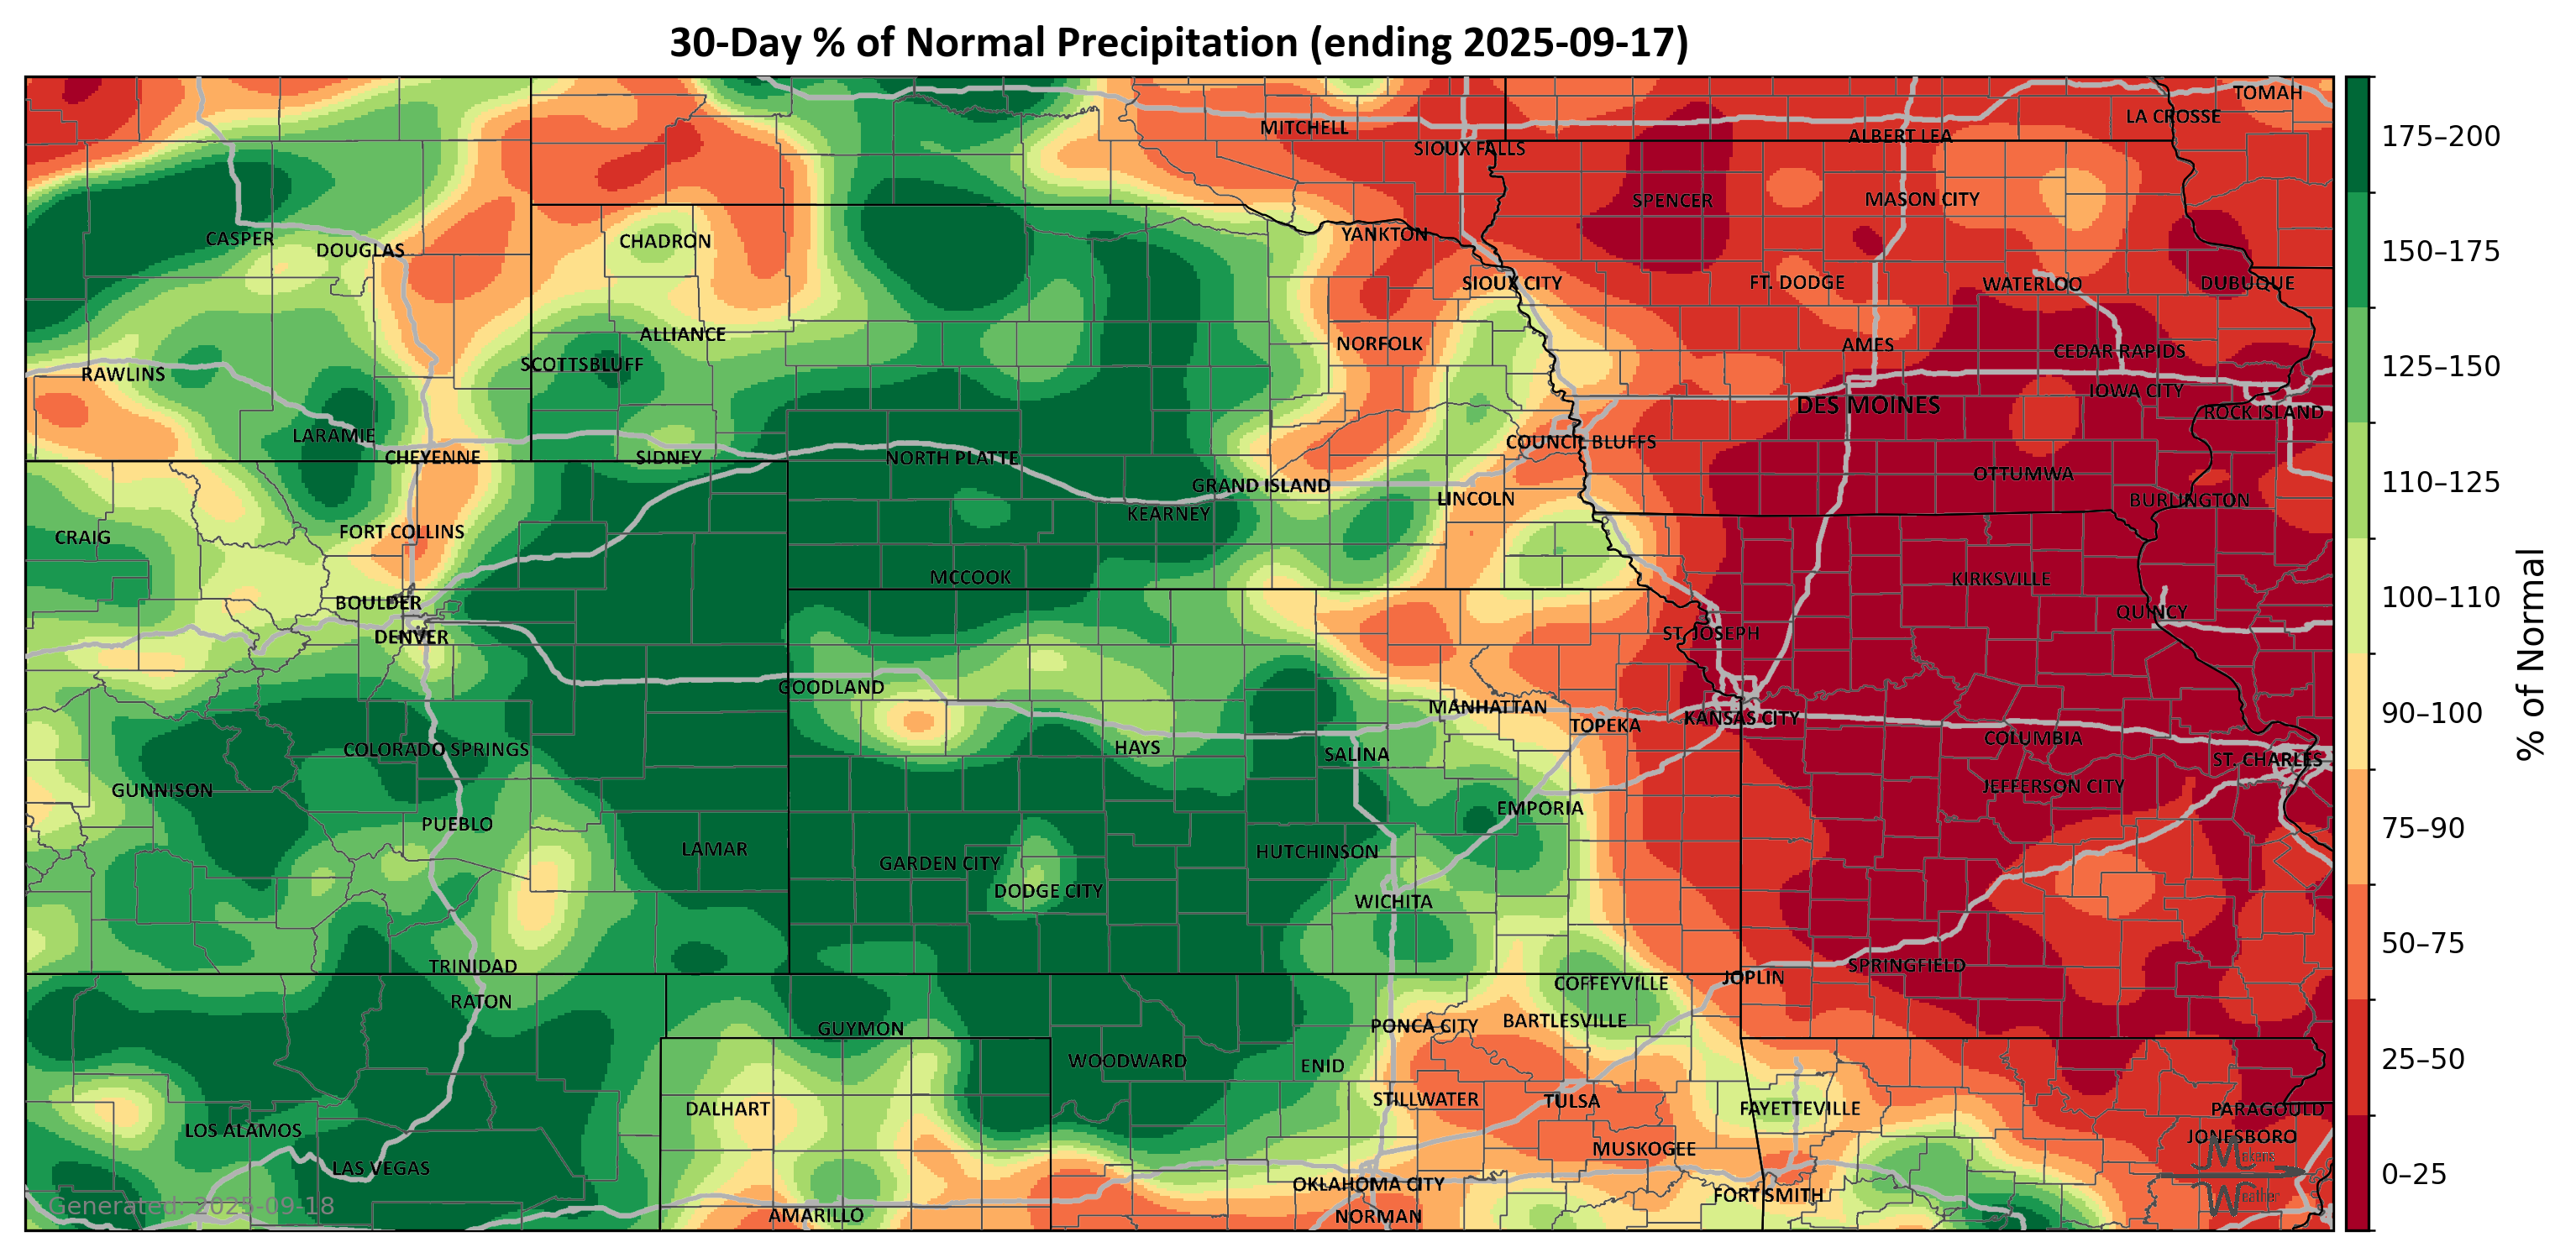 30-Day % of Normal Precipitation (ending 2025-09-17)
TOMAH
LA CROSSE
MITCHELL
ALBERT LEA
SIOUX FALLS
SPENCER
MASON CITY
YANKTON
CASPER
CHADRON
DOUGLAS
SIOUX CITY
FT. DODGE
WATERLOO
DUBUQUE
ALLIANCE
NORFOLK
AMES
CEDAR RAPIDS
SCOTTSBLUFF
RAWLINS
IOWA CITY
DES MOINES
ROCK ISLAND
LARAMIE
COUNCIL BLUFFS
CHEYENNE
SIDNEY
NORTH PLATTE
OTTUMWA
GRAND ISLAND
LINCOLN
BURLINGTON
KEARNEY
FORT COLLINS
CRAIG
MCCOOK
KIRKSVILLE
BOULDER
QUINCY
DENVER
ST. JOSEPH
GOODLAND
MANHATTAN
KANSAS CITY
TOPEKA
COLUMBIA
COLORADO SPRINGS
HAYS
SALINA
ST. CHARLES
GUNNISON
JEFFERSON CITY
EMPORIA
PUEBLO
LAMAR
HUTCHINSON
GARDEN CITY
DODGE CITY
WICHITA
TRINIDAD
SPRINGFIELD
JOPLIN
COFFEYVILLE
RATON
BARTLESVILLE
PONCA CITY
GUYMON
WOODWARD
ENID
STILLWATER
TULSA
DALHART
FAYETTEVILLE
PARAGOULD
LOS ALAMOS
JONESBORO
MUSKOGEE
LAS VEGAS
OKLAHOMA CITY
FORT SMITH
AMARILLO
NORMAN
Makens
Weather
Generated: 2025-09-18
175–200
150–175
125–150
110–125
100–110
90–100
75–90
50–75
25–50
0–25
% of Normal